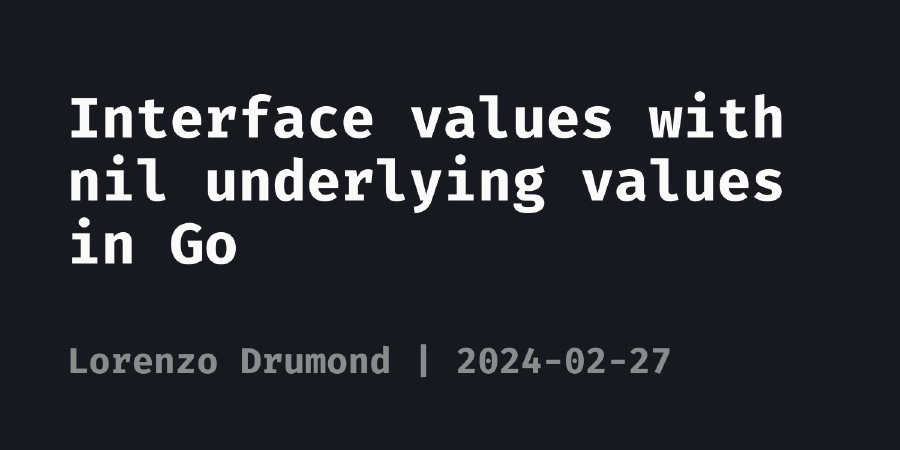 Interface values with
nil underlying values
in Go
Lorenzo Drumond | 2024-02-27